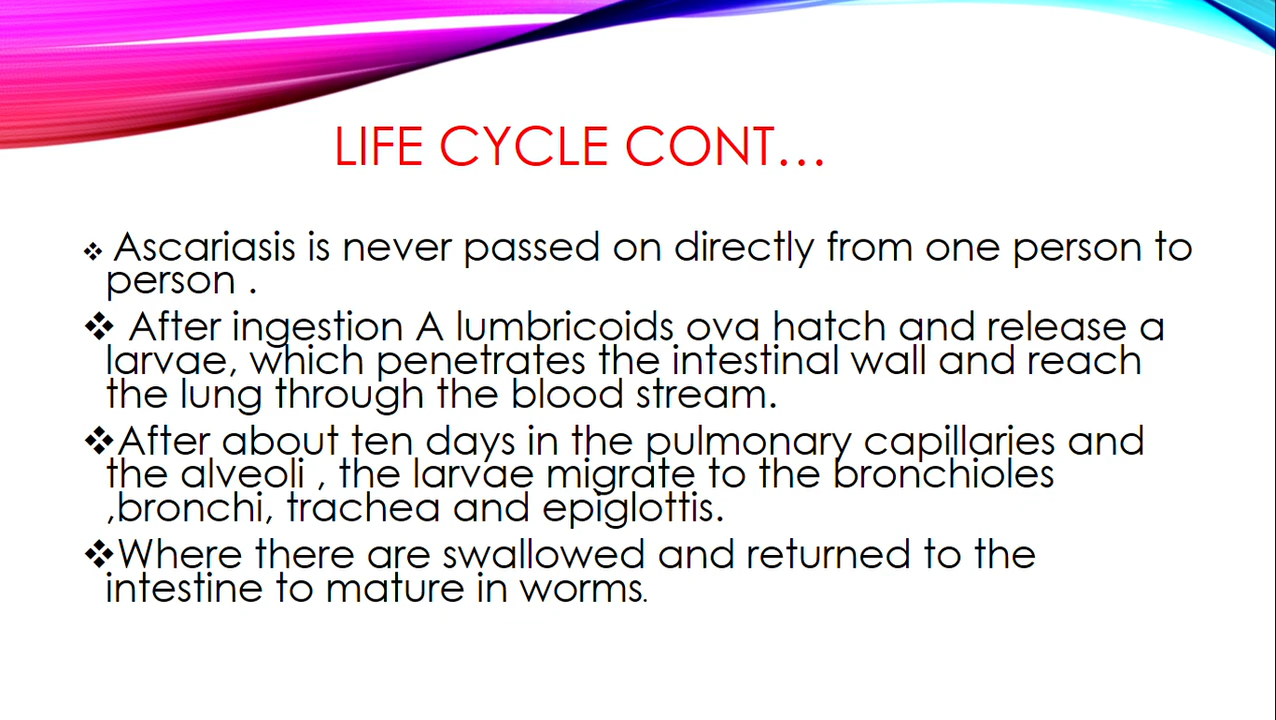 LIFE CYCLE CONT...
❖ Ascariasis is never passed on directly from one person to
person .
❖ After ingestion A lumbricoids ova hatch and release a
larvae, which penetrates the intestinal wall and reach
the lung through the blood stream.
❖After about ten days in the pulmonary capillaries and
the alveoli , the larvae migrate to the bronchioles
,bronchi, trachea and epiglottis.
❖Where there are swallowed and returned to the
intestine to mature in worms.